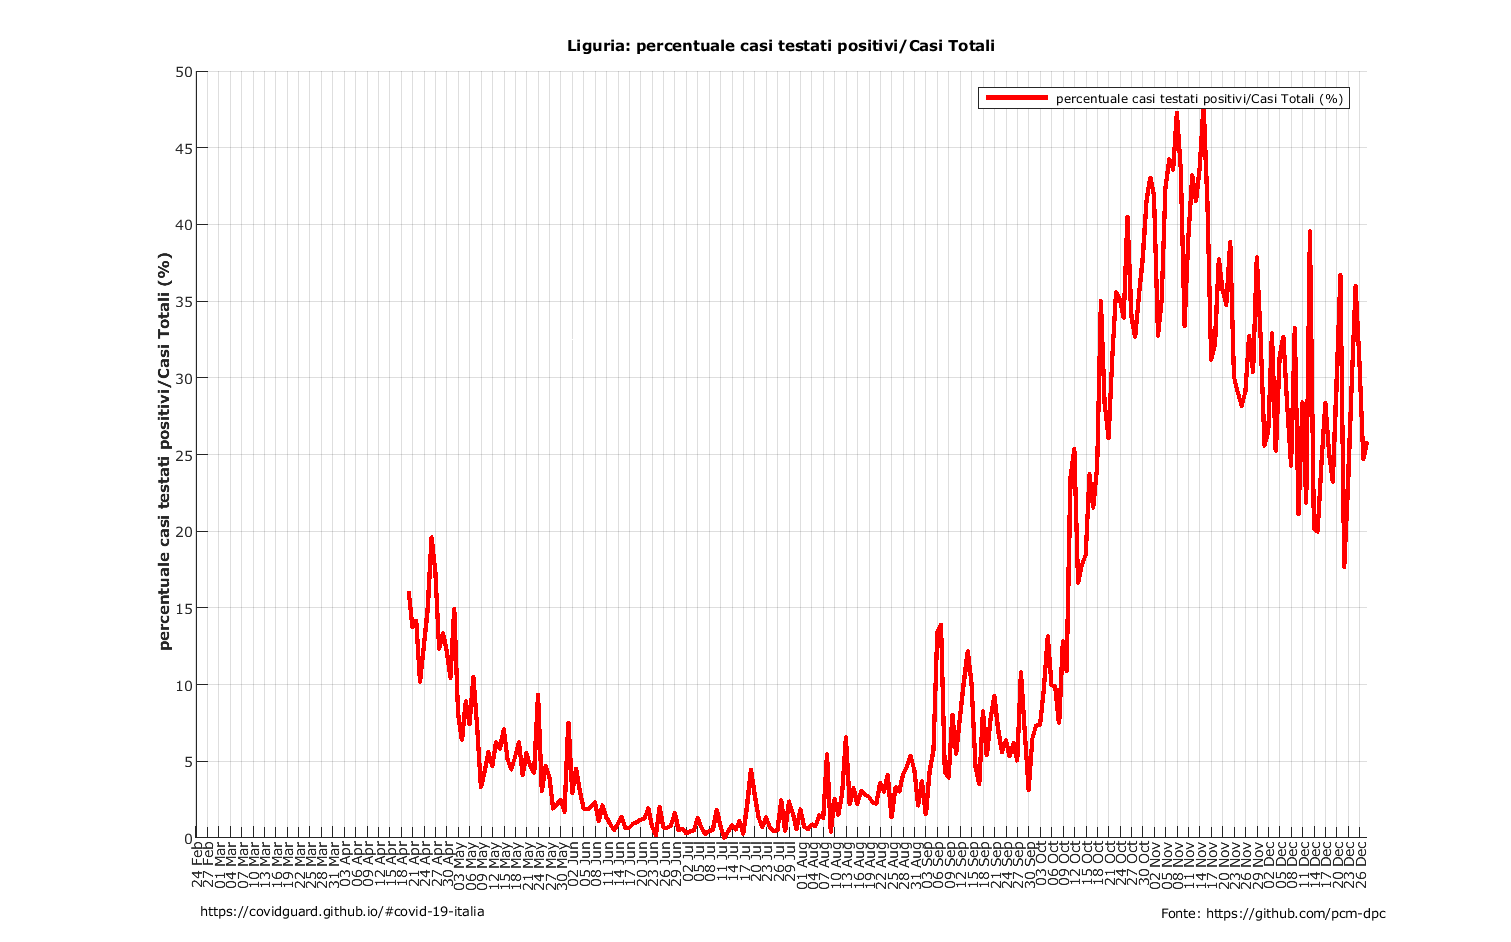 Liguria: percentuale casi testati positivi/Casi Totali
percentuale casi testati positivi/Casi Totali (%)
percentuale casi testati positivi/Casi Totali (%)
50
45
40
35
30
25
20
15
10
5
0
24 Feb
27 Feb
01 Mar
04 Mar
07 Mar
10 Mar
13 Mar
16 Mar
19 Mar
22 Mar
25 Mar
28 Mar
31 Mar
03 Apr
06 Apr
09 Apr
12 Apr
15 Apr
18 Apr
21 Apr
24 Apr
27 Apr
30 Apr
03 May
06 May
09 May
12 May
15 May
18 May
21 May
24 May
27 May
30 May
02 Jun
05 Jun
08 Jun
11 Jun
14 Jun
17 Jun
20 Jun
23 Jun
26 Jun
29 Jun
02 Jul
05 Jul
08 Jul
11 Jul
14 Jul
17 Jul
20 Jul
23 Jul
26 Jul
29 Jul
01 Aug
04 Aug
07 Aug
10 Aug
13 Aug
16 Aug
19 Aug
22 Aug
25 Aug
28 Aug
31 Aug
03 Sep
06 Sep
09 Sep
12 Sep
15 Sep
18 Sep
21 Sep
24 Sep
27 Sep
30 Sep
03 Oct
06 Oct
09 Oct
12 Oct
15 Oct
18 Oct
21 Oct
24 Oct
27 Oct
30 Oct
02 Nov
05 Nov
08 Nov
11 Nov
14 Nov
17 Nov
20 Nov
23 Nov
26 Nov
29 Nov
02 Dec
05 Dec
08 Dec
11 Dec
14 Dec
17 Dec
20 Dec
23 Dec
26 Dec
https://covidguard.github.io/#covid-19-italia
Fonte: https://github.com/pcm-dpc